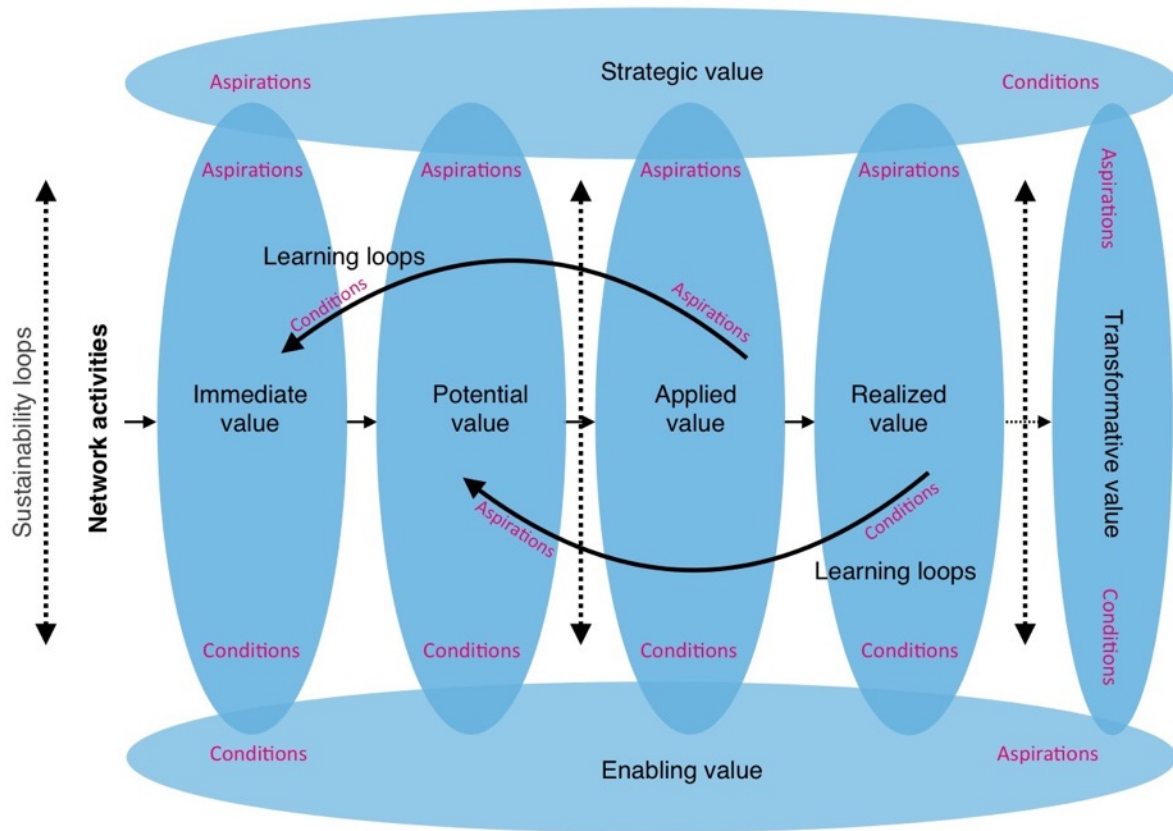 Strategic value
Aspirations
Conditions
Aspirations
Aspirations
Aspirations
Aspirations
Aspirations
Learning loops
Conditions
Aspirations
Sustainability loops
Network activities
Immediate
value
Potential
value
Applied
value
Realized
value
Transformative value
Aspirations
Conditions
Learning loops
Conditions
Conditions
Conditions
Conditions
Conditions
Conditions
Aspirations
Enabling value